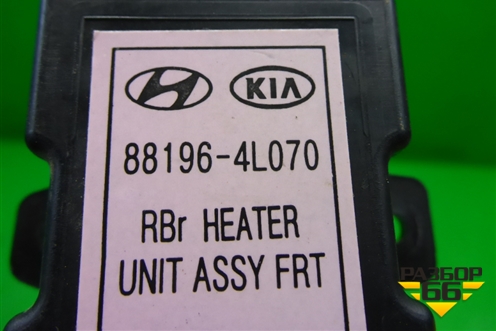 KIA
88196-4L070
RBr HEATER
UNIT ASSY FRT
РАЗБОР
66